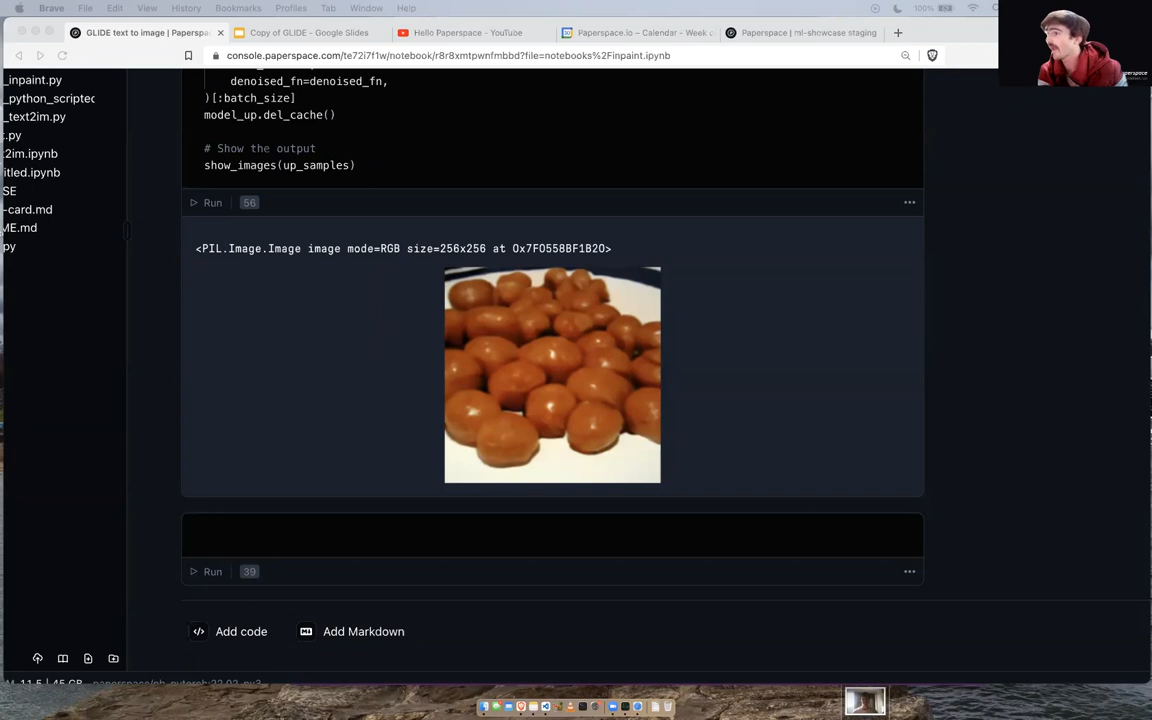 Brave File Edit View History Bookmarks Profiles Tab Window Help 100%
GLIDE text to image | Paperspa Copy of GLIDE - Google Slides Hello Paperspace - YouTube Paperspace.io – Calendar - Week o Paperspace | ml-showcase staging
console.paperspace.com/te72i7f1w/notebook/r8r8xmtpwnfmbbd?file=notebooks%2Finpaint.ipynb
_inpaint.py
_python_scripted
_text2im.py
t.py
t2im.ipynb
titled.ipynb
SE
-card.md
ME.md
py
denoised_fn=denoised_fn,
)[:batch_size]
model_up.del_cache()
# Show the output
show_images(up_samples)
Run 56
<PIL.Image.Image image mode=RGB size=256x256 at 0x7F0558BF1B20>
Run 39
Add code Add Markdown